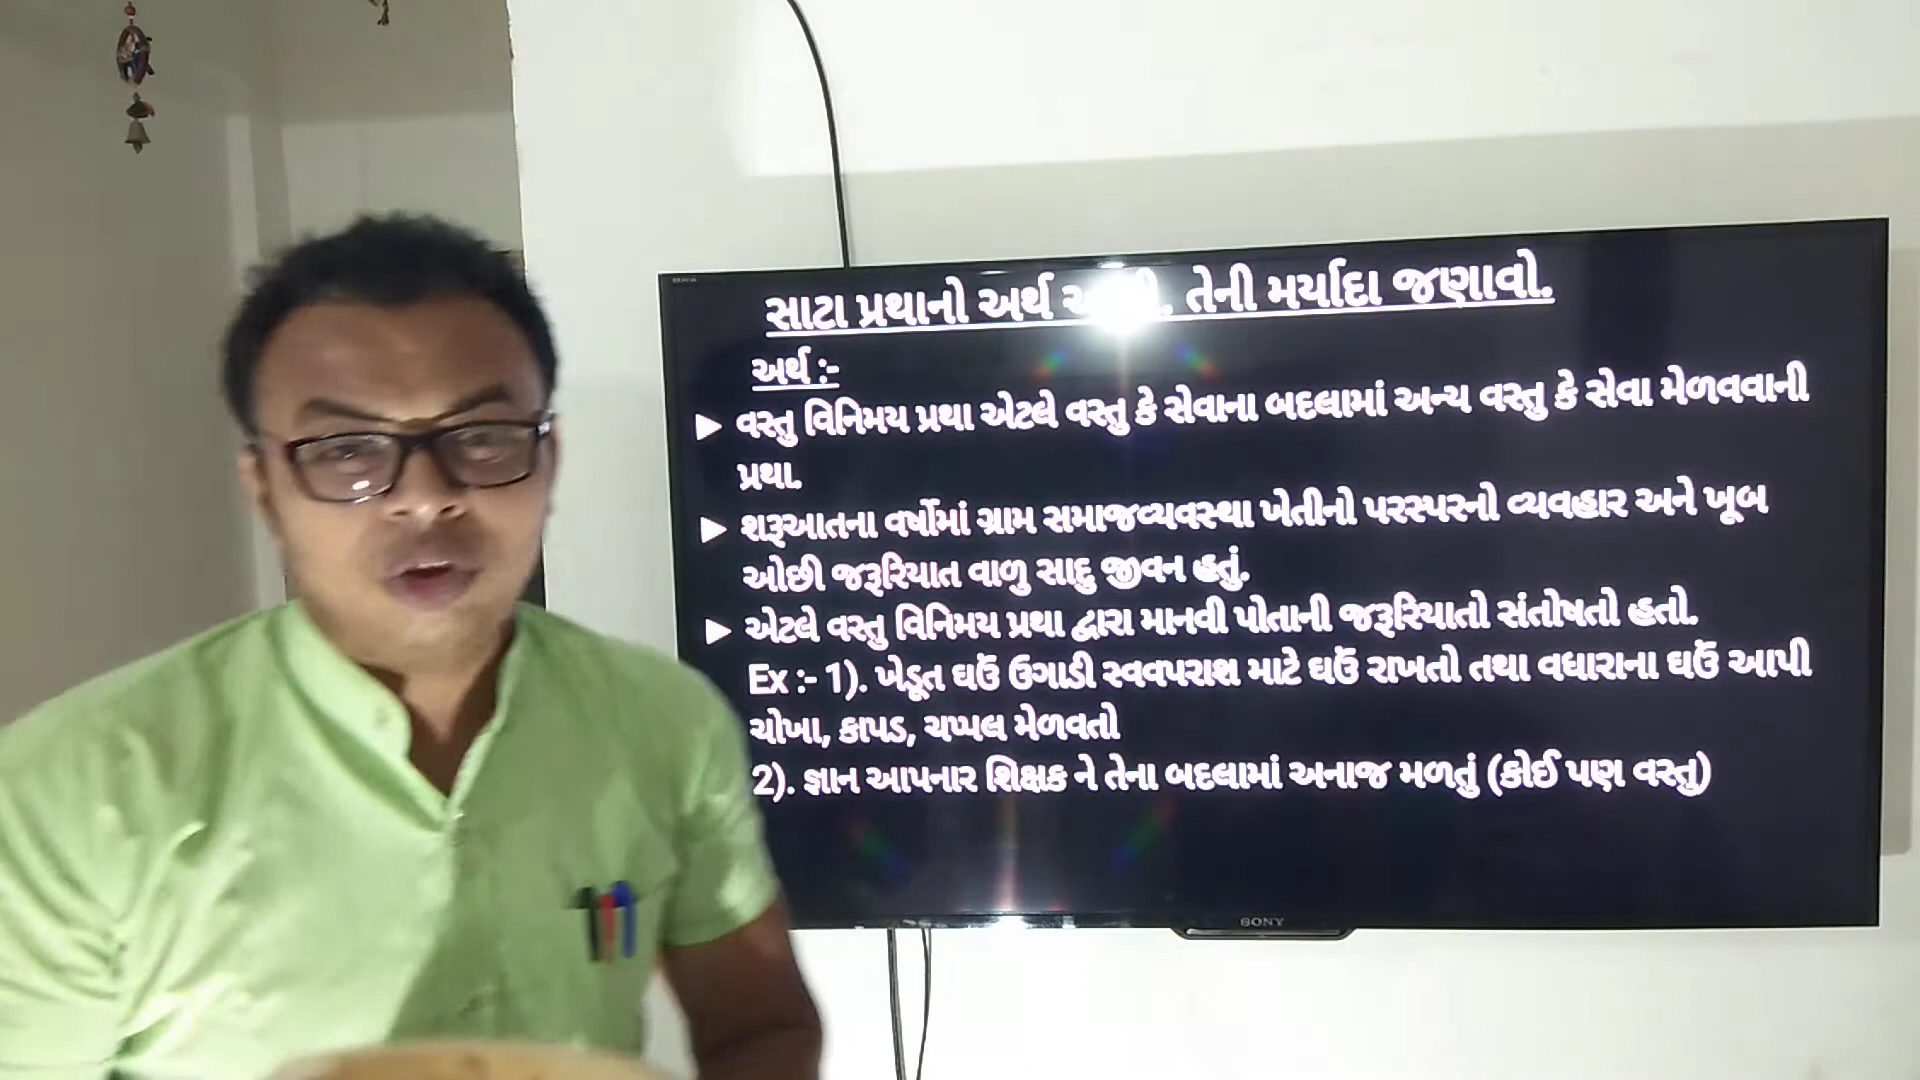 સાટા પ્રથાનો અર્થ તેની મર્યાદા જણાવો.
અર્થ :-
વસ્તુ વિનિમય પ્રથા એટલે વસ્તુ કે સેવાના બદલામાં અન્ય વસ્તુ કે સેવા મેળવવાની
પ્રથા.
શરૂઆતના વર્ષોમાં ગ્રામ સમાજવ્યવસ્થા ખેતીનો પરસ્પરનો વ્યવહાર અને ખૂબ
ઓછી જરૂરિયાત વાળુ સાદુ જીવન હતું.
એટલે વસ્તુ વિનિમય પ્રથા દ્વારા માનવી પોતાની જરૂરિયાતો સંતોષતો હતો.
Ex :- 1). ખેડૂત ઘઉં ઉગાડી સ્વવપરાશ માટે ઘઉં રાખતો તથા વધારાના ઘઉં આપી
ચોખા, કાપડ, ચપ્પલ મેળવતો
2). જ્ઞાન આપનાર શિક્ષક ને તેના બદલામાં અનાજ મળતું (કોઈ પણ વસ્તુ)
SONY